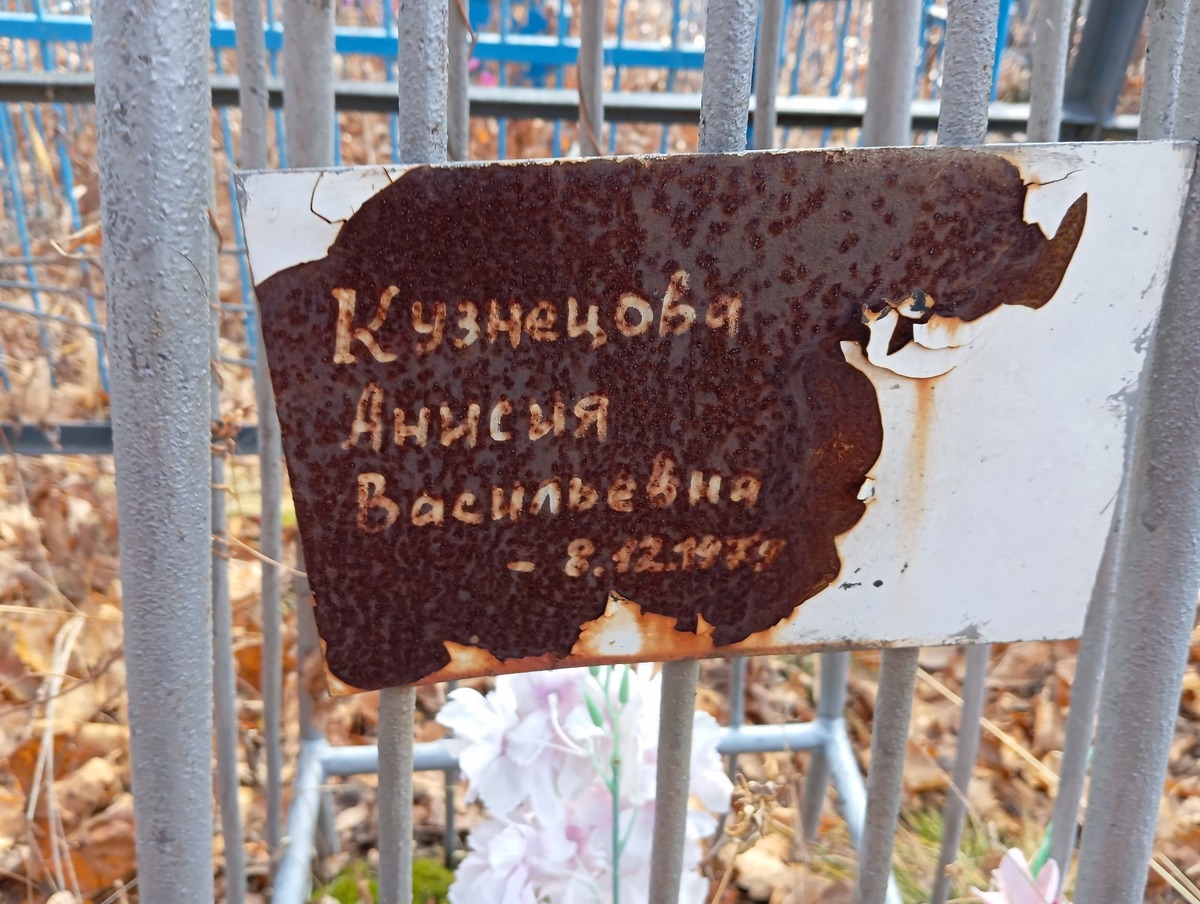 Кузнецова
Анисия
Васильевна
- 8.12.1979